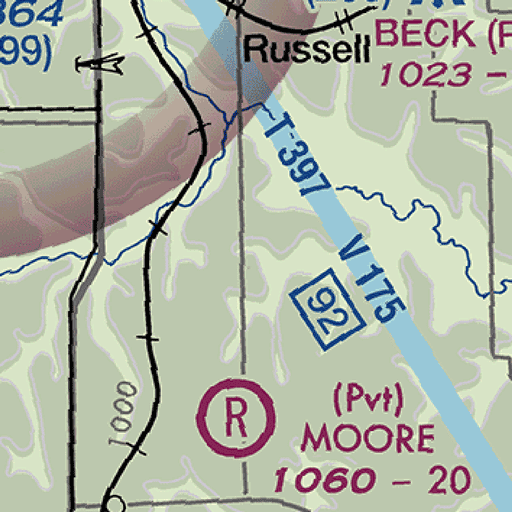 864
99)
Russell
BECK (P
1023 -
T 397
V 175
92
1000
R
(Pvt)
MOORE
1060 - 20